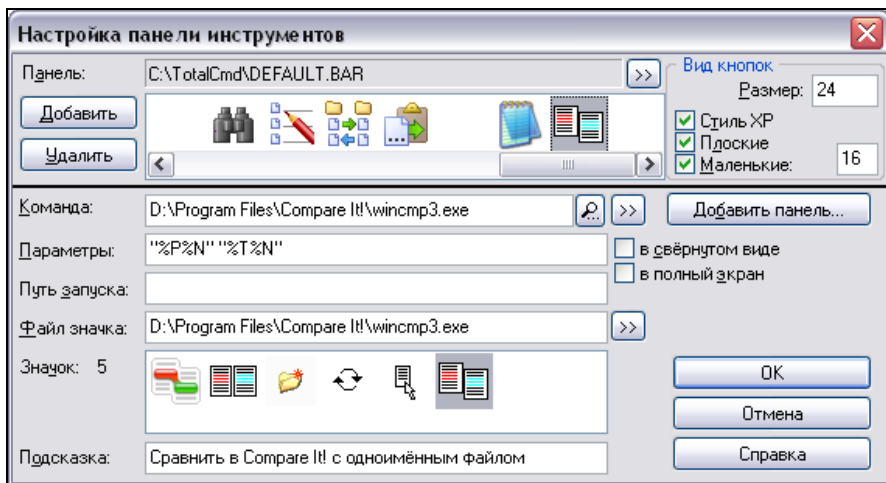 Настройка панели инструментов
Панель: C:\TotalCmd\DEFAULT.BAR >> Вид кнопок
Размер: 24
Добавить
Стиль XP
Плоские
Удалить
Маленькие: 16
Команда: D:\Program Files\Compare It!\wincmp3.exe >> Добавить панель...
Параметры: "%P%N" "%T%N" в свёрнутом виде
в полный экран
Путь запуска:
Файл значка: D:\Program Files\Compare It!\wincmp3.exe >>
Значок: 5
OK
Отмена
Подсказка: Сравнить в Compare It! с одноимённым файлом Справка